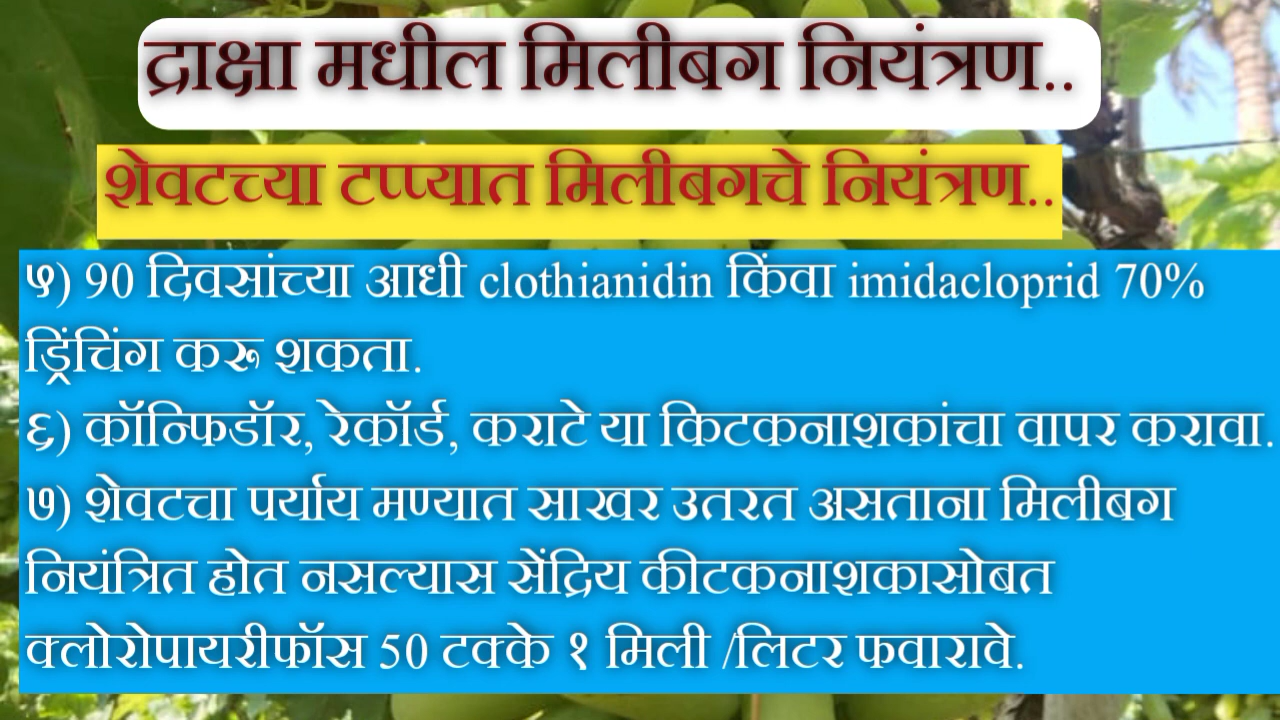 द्राक्षा मधील मिलीबग नियंत्रण..
शेवटच्या टप्प्यात मिलीबगचे नियंत्रण..
५) 90 दिवसांच्या आधी clothianidin किंवा imidacloprid 70%
ड्रिंचिंग करू शकता.
६) कॉन्फिडॉर, रेकॉर्ड, कराटे या किटकनाशकांचा वापर करावा.
७) शेवटचा पर्याय मण्यात साखर उतरत असताना मिलीबग
नियंत्रित होत नसल्यास सेंद्रिय कीटकनाशकासोबत
क्लोरोपायरीफॉस 50 टक्के १ मिली /लिटर फवारावे.